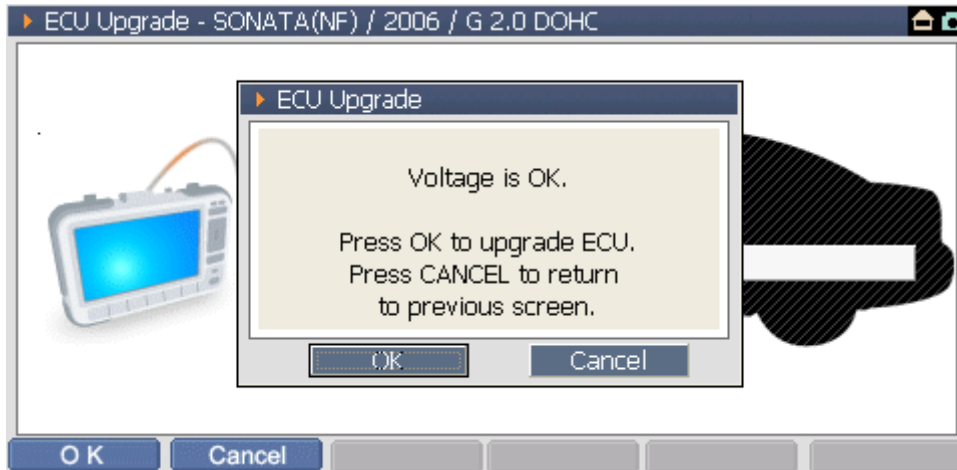 ECU Upgrade - SONATA(NF) / 2006 / G 2.0 DOHC
ECU Upgrade
Voltage is OK.
Press OK to upgrade ECU.
Press CANCEL to return
to previous screen.
OK Cancel
O K Cancel